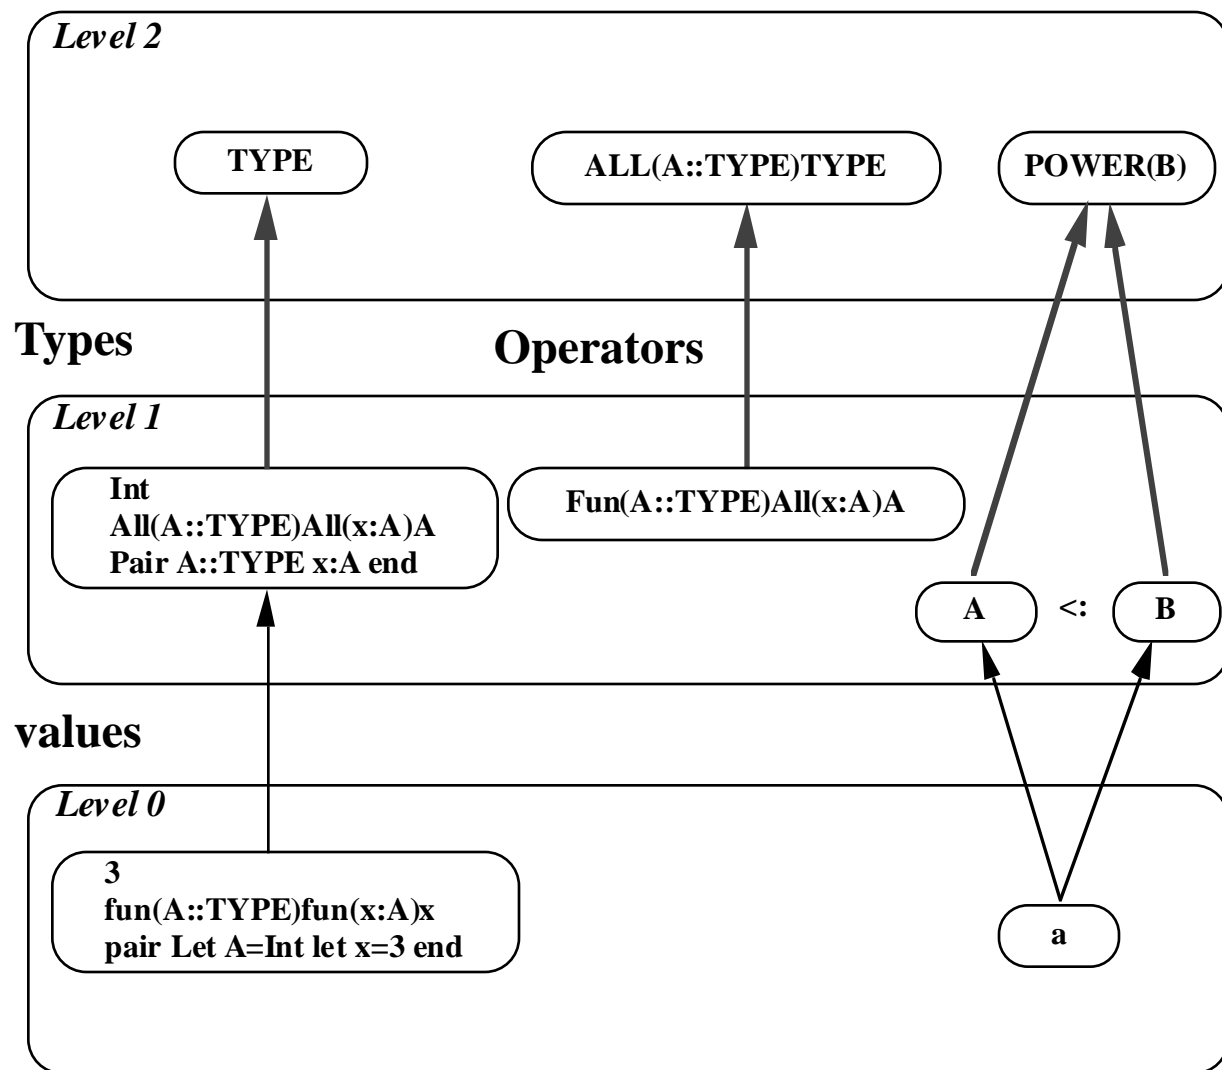 Level 2
TYPE
ALL(A::TYPE)TYPE
POWER(B)
Types
Operators
Level 1
Int
All(A::TYPE)All(x:A)A
Pair A::TYPE x:A end
Fun(A::TYPE)All(x:A)A
A <: B
values
Level 0
3
fun(A::TYPE)fun(x:A)x
pair Let A=Int let x=3 end
a